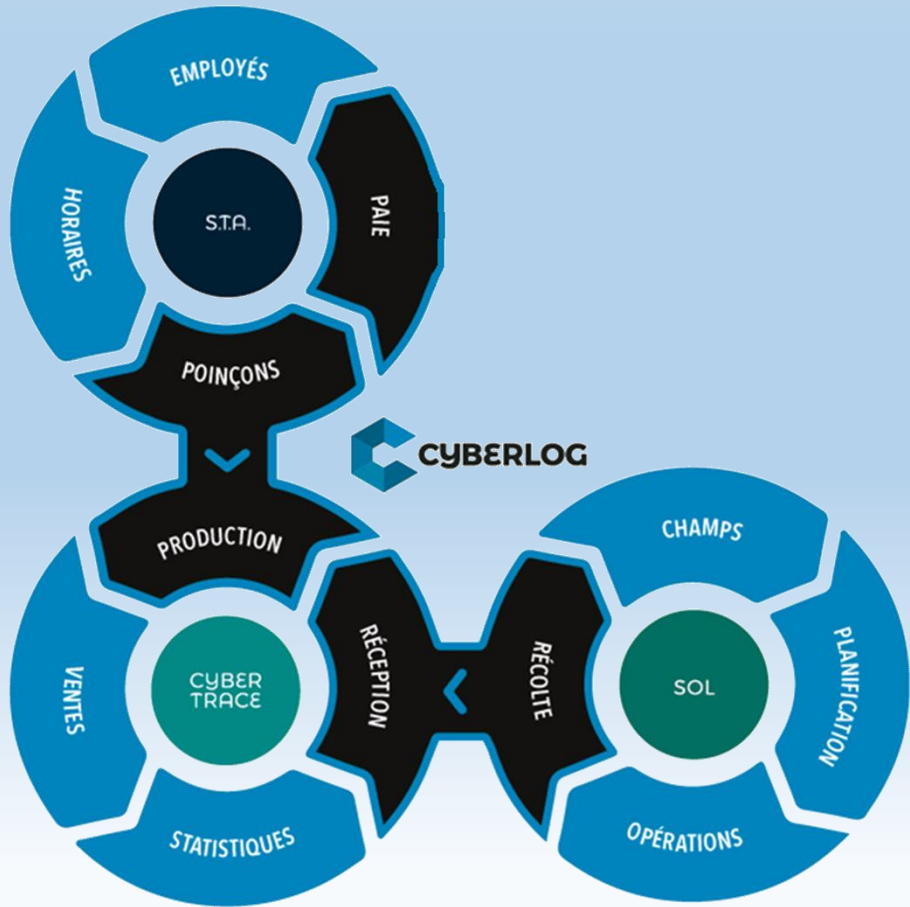 EMPLOYÉS
HORAIRES
PAIE
S.T.A.
POINÇONS
CYBERLOG
PRODUCTION
CHAMPS
VENTES
CYBER
TRACE
RÉCEPTION
RÉCOLTE
SOL
PLANIFICATION
STATISTIQUES
OPÉRATIONS